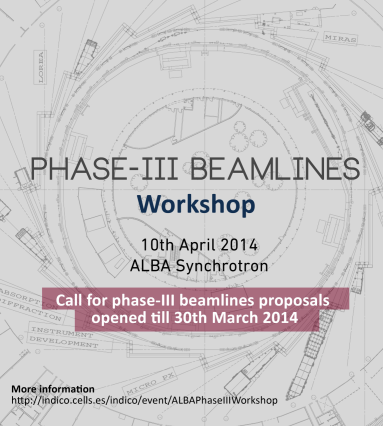 MIRAS
LOREA
PHASE-III BEAMLINES
Workshop
10th April 2014
ALBA Synchrotron
Call for phase-III beamlines proposals
opened till 30th March 2014
ABSORPT
DIFFRACTION
INSTRUMENT
DEVELOPMENT
MICRO FX
More information
http://indico.cells.es/indico/event/ALBAPhaseIIIWorkshop